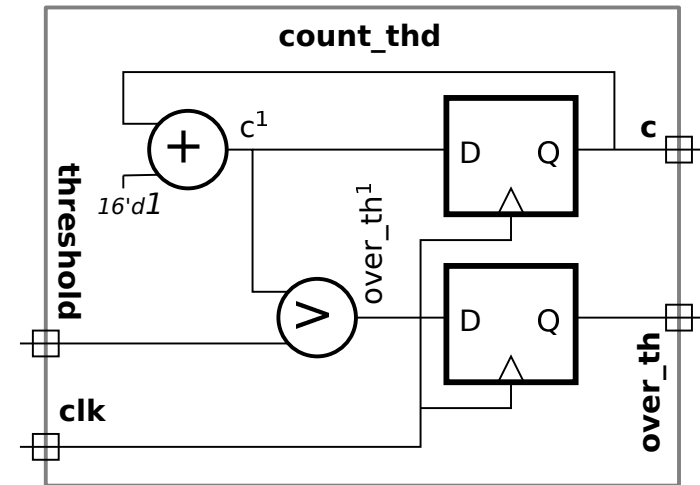 count_thd
c¹
+
D Q
c
16'd1
threshold
over_th¹
>
D Q
over_th
clk